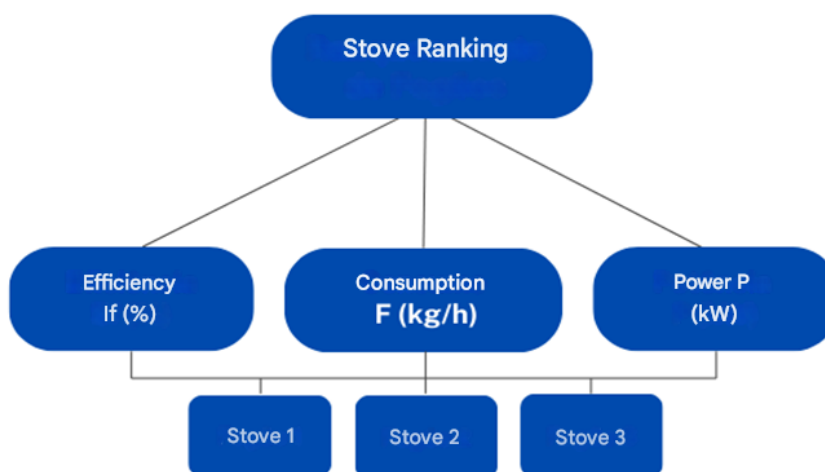 Stove Ranking
Efficiency
If (%)
Consumption
F (kg/h)
Power P
(kW)
Stove 1
Stove 2
Stove 3